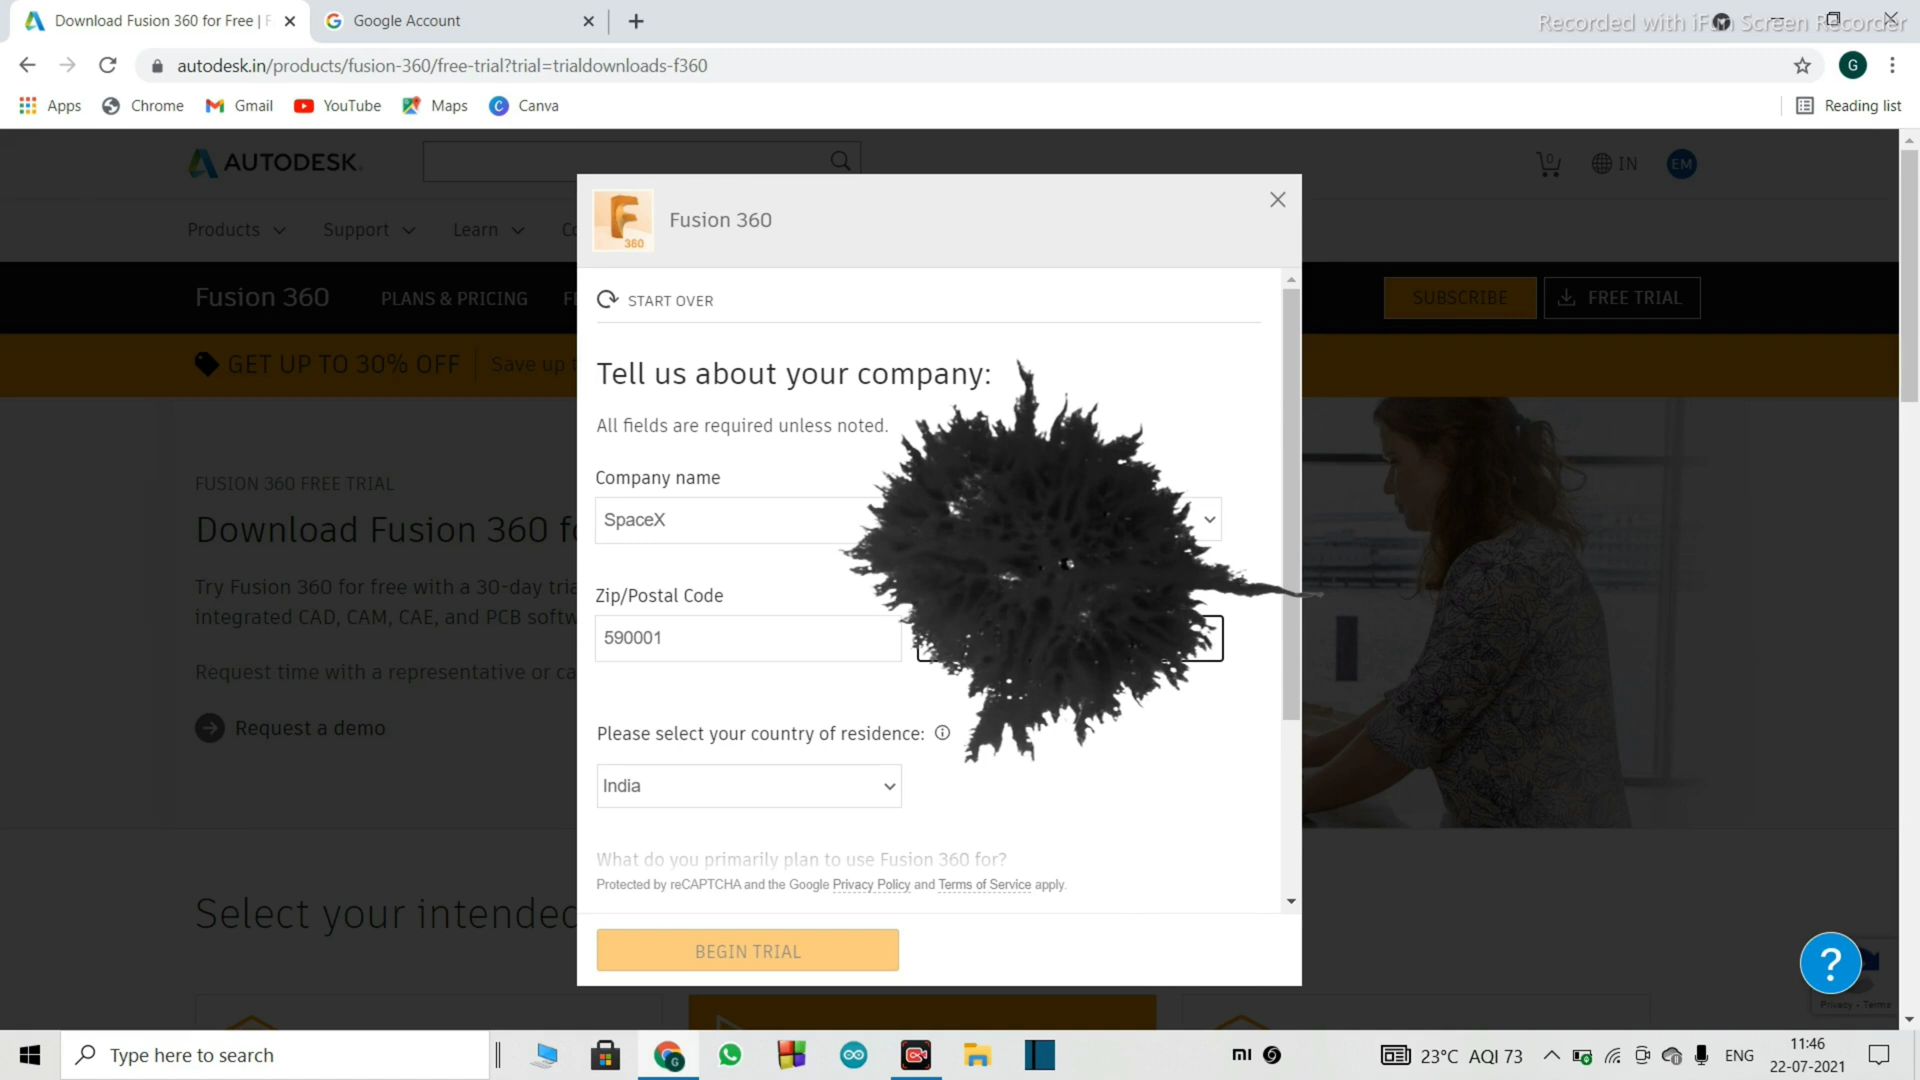 Download Fusion 360 for Free | F
Google Account
Recorded with iFun Screen Recorder
autodesk.in/products/fusion-360/free-trial?trial=trialdownloads-f360
G
Apps
Chrome
Gmail
YouTube
Maps
Canva
Reading list
AUTODESK.
0
IN
EM
Products
Support
Learn
Fusion 360
PLANS & PRICING
SUBSCRIBE
FREE TRIAL
GET UP TO 30% OFF
Save up
FUSION 360 FREE TRIAL
Download Fusion 360
Try Fusion 360 for free with a 30-day
integrated CAD, CAM, CAE, and PCB
Request time with a representative or
Request a demo
Select your intended
360
Fusion 360
START OVER
Tell us about your company:
All fields are required unless noted.
Company name
SpaceX
Zip/Postal Code
590001
Please select your country of residence:
India
What do you primarily plan to use Fusion 360 for?
Protected by reCAPTCHA and the Google Privacy Policy and Terms of Service apply.
BEGIN TRIAL
?
Privacy - Terms
Type here to search
23°C AQI 73
ENG
11:46
22-07-2021